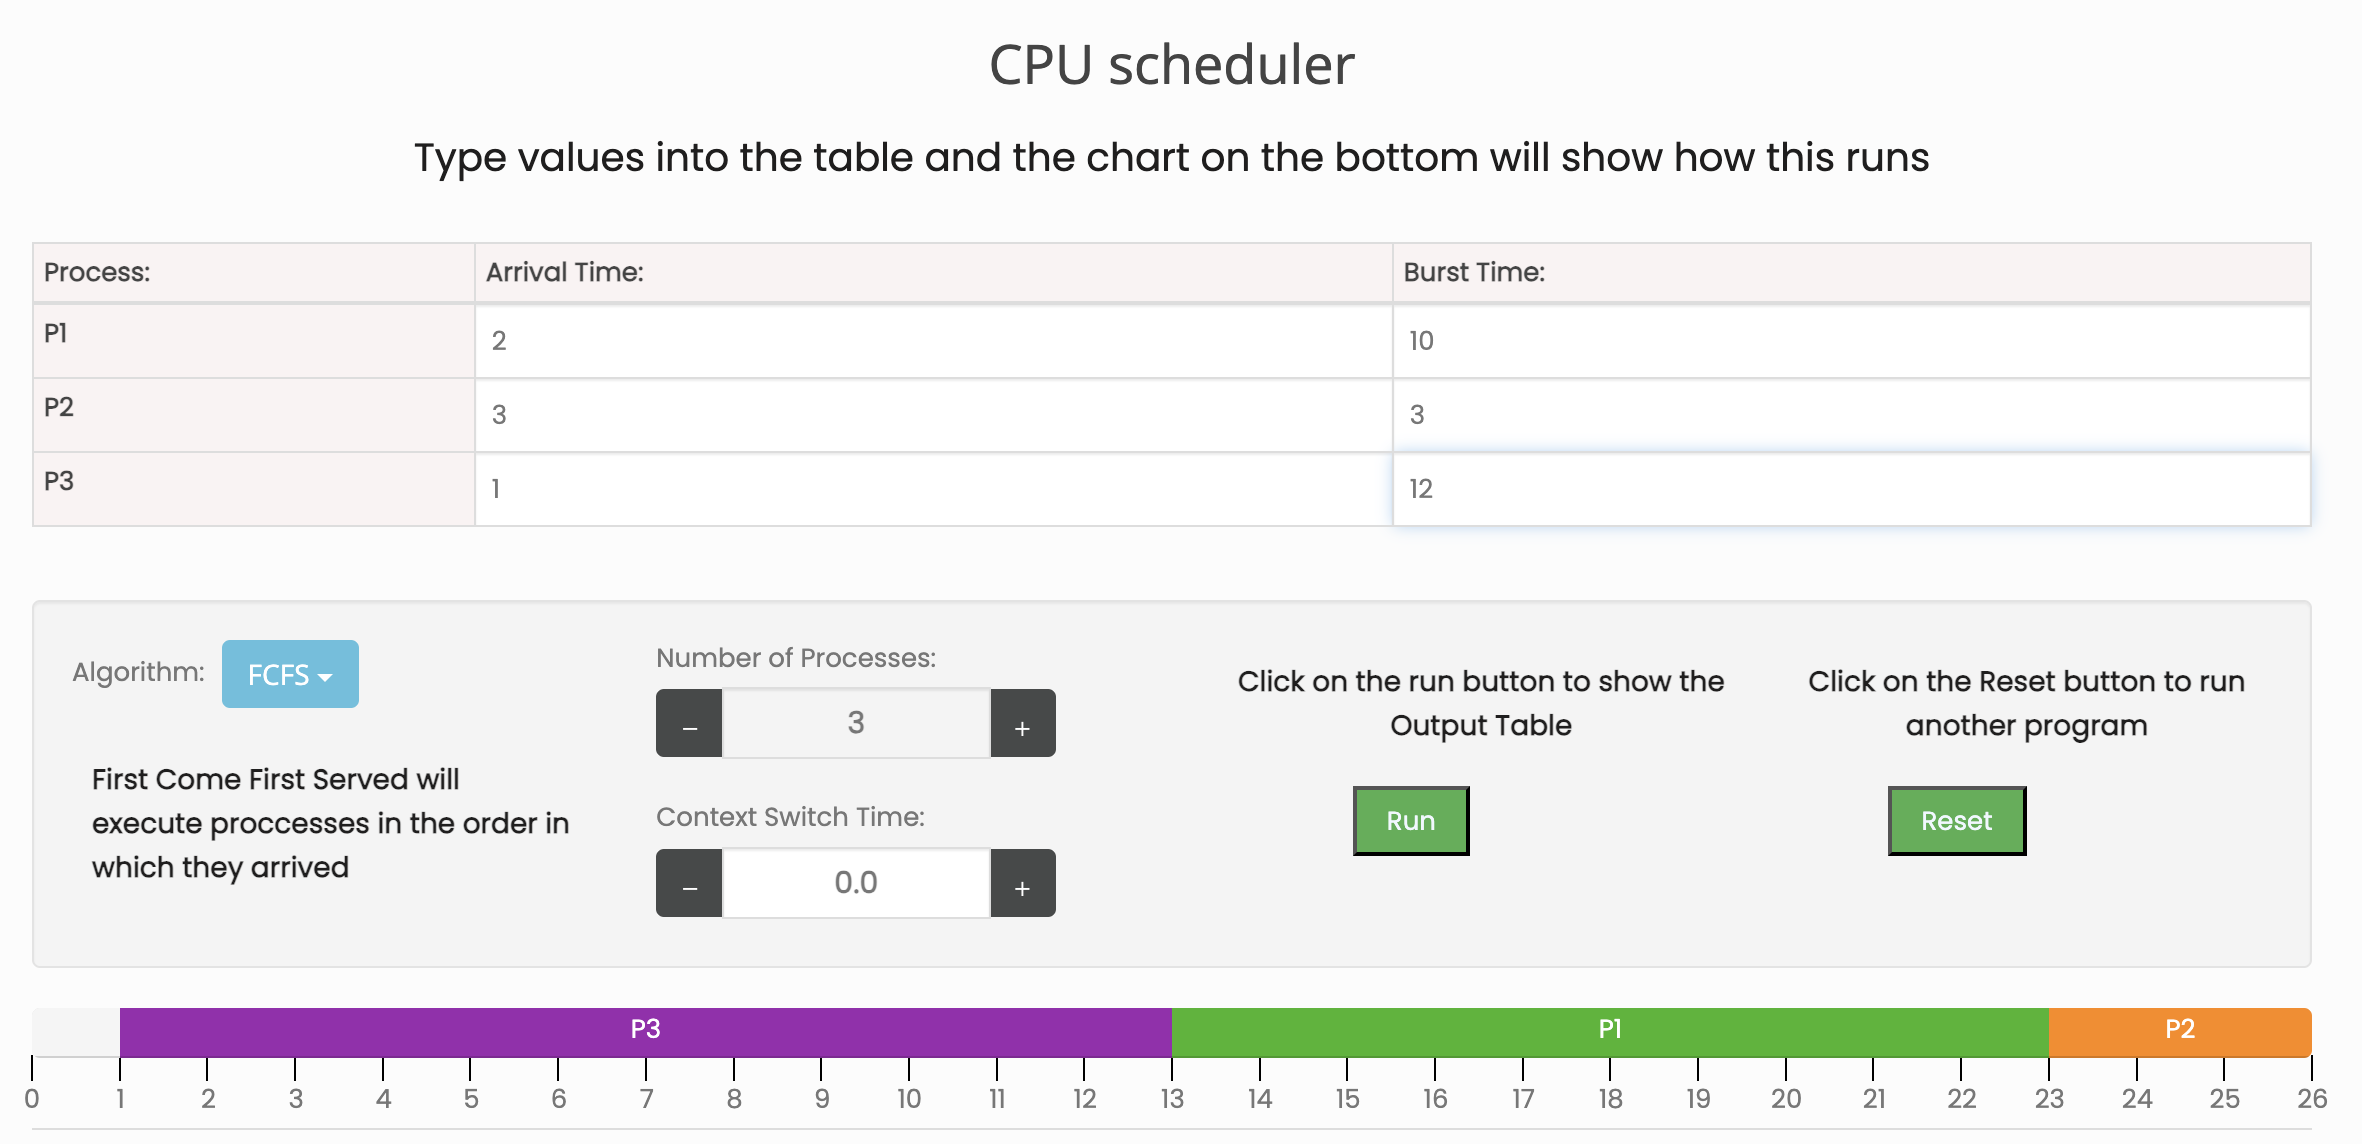 CPU scheduler
Type values into the table and the chart on the bottom will show how this runs
Process: Arrival Time: Burst Time:
P1 2 10
P2 3 3
P3 1 12
Algorithm: FCFS
First Come First Served will
execute proccesses in the order in
which they arrived
Number of Processes:
– 3 +
Context Switch Time:
– 0.0 +
Click on the run button to show the
Output Table
Run
Click on the Reset button to run
another program
Reset
P3 P1 P2
0 1 2 3 4 5 6 7 8 9 10 11 12 13 14 15 16 17 18 19 20 21 22 23 24 25 26